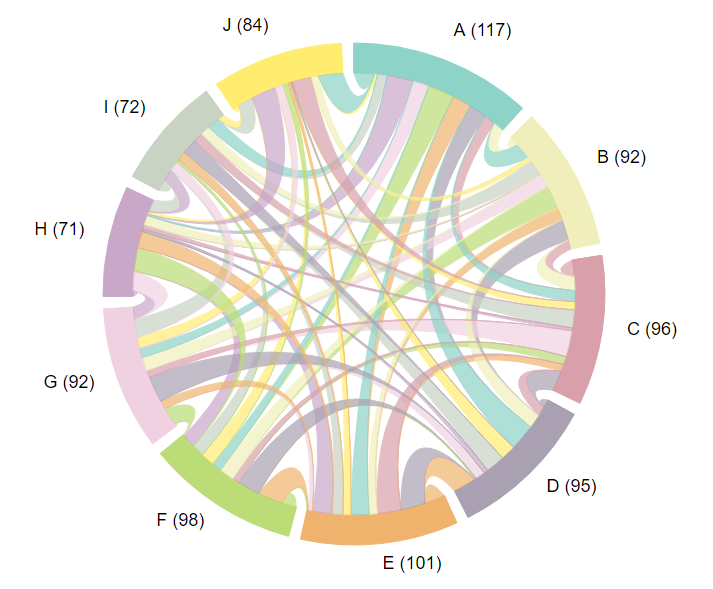 J (84)
A (117)
I (72)
B (92)
H (71)
C (96)
G (92)
D (95)
F (98)
E (101)